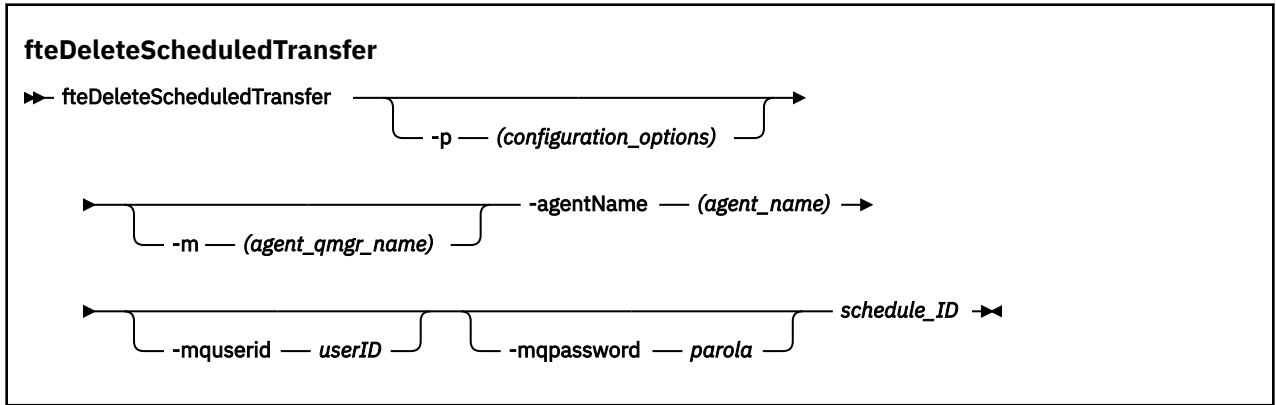 fteDeleteScheduledTransfer
fteDeleteScheduledTransfer
-p (configuration_options)
-agentName (agent_name)
-m (agent_qmgr_name)
schedule_ID
-mquserid userID -mqpassword parola